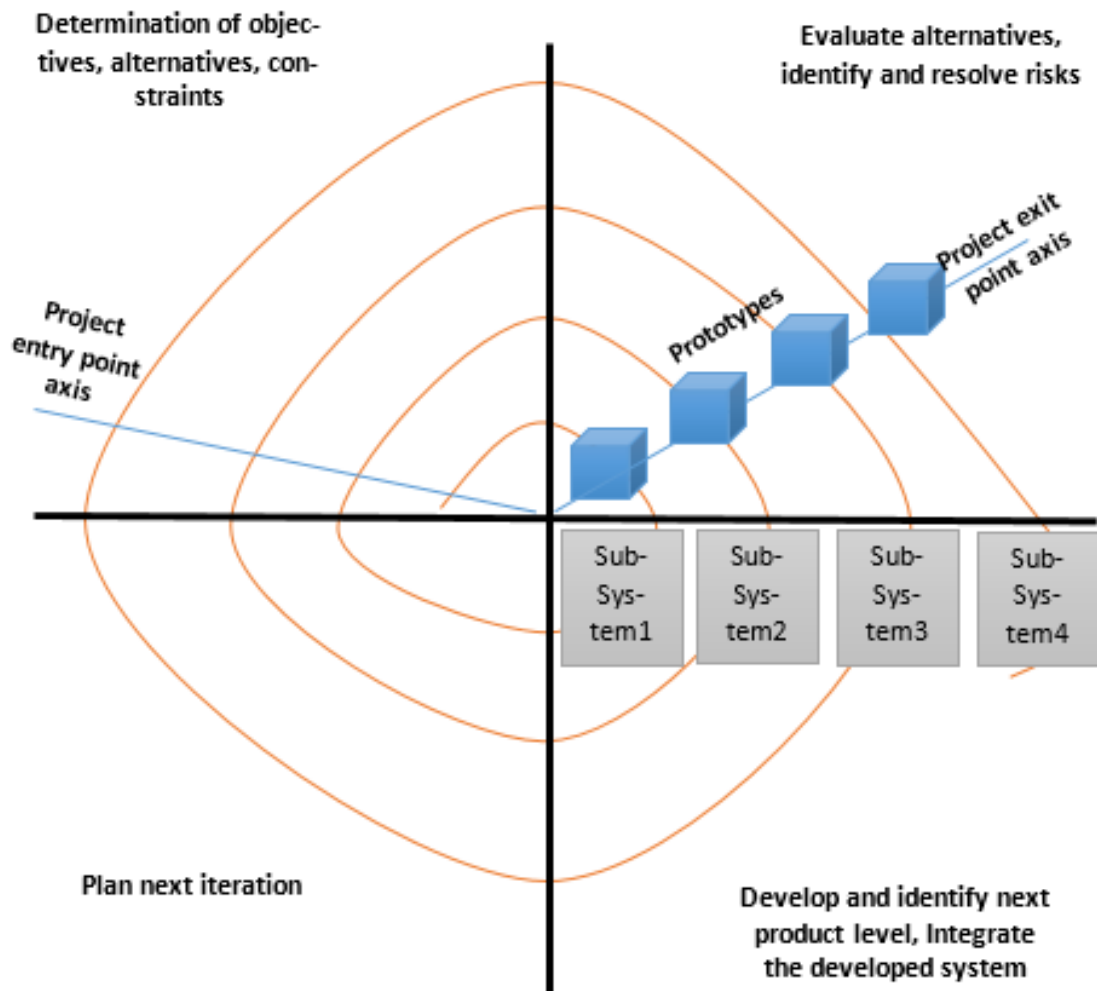 Determination of objec-
tives, alternatives, con-
straints
Evaluate alternatives,
identify and resolve risks
Project
entry point
axis
Prototypes
Project exit
point axis
Sub-
Sys-
tem1
Sub-
Sys-
tem2
Sub-
Sys-
tem3
Sub-
Sys-
tem4
Plan next iteration
Develop and identify next
product level, Integrate
the developed system